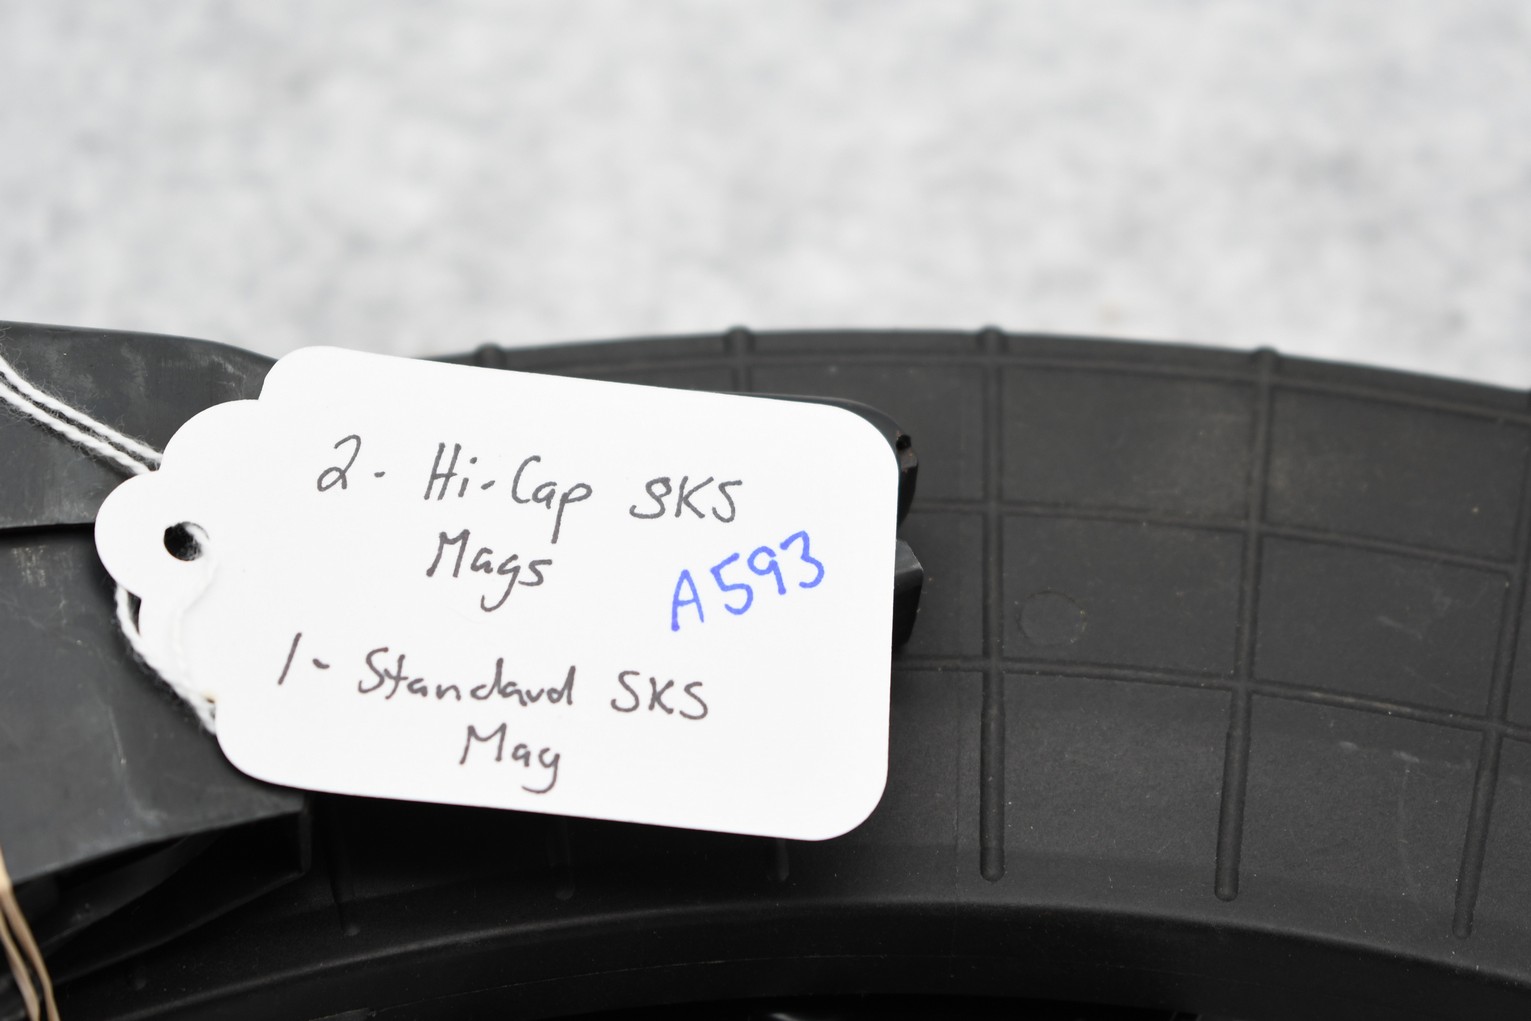 2- Hi-Cap SKS
Mags
A593
1- Standard SKS
Mag